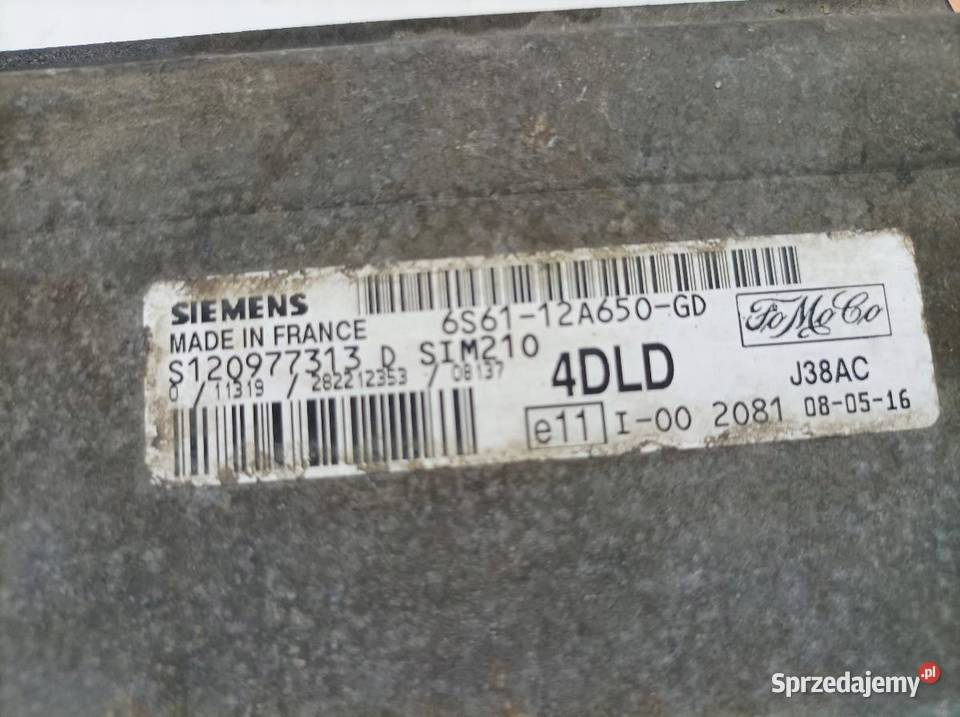 SIEMENS
MADE IN FRANCE
6S61-12A650-GD
FoMoCo
S120977313 D SIM210
0 / 11319 / 282212353 / 08137
4DLD
J38AC
e11 I-00 2081 08-05-16
Sprzedajemy.pl